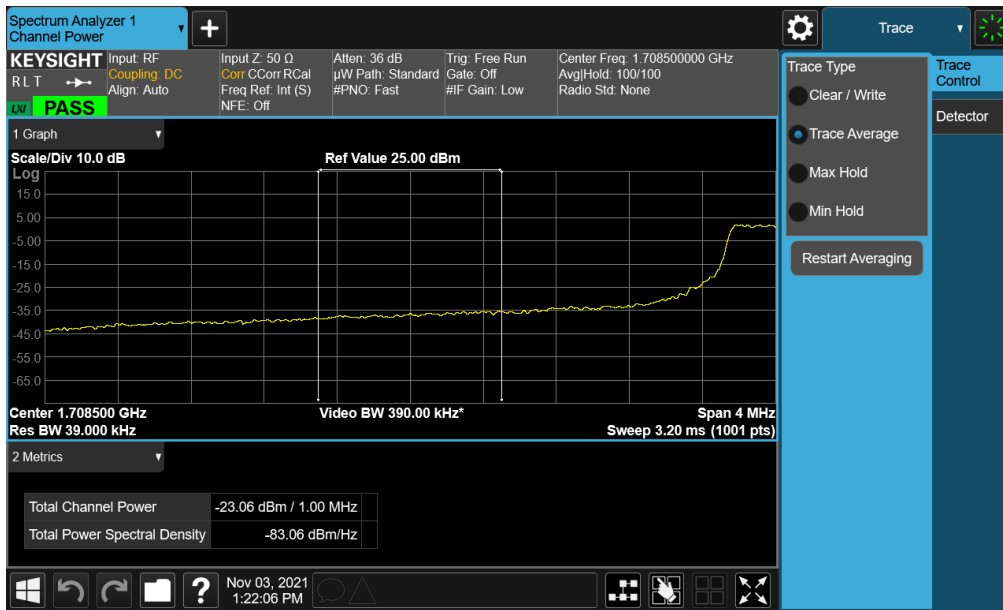 Spectrum Analyzer 1
Channel Power
Trace
KEYSIGHT
RLT
LXI
PASS
Input: RF
Coupling: DC
Align: Auto
Input Z: 50 Ω
Corr CCorr RCal
Freq Ref: Int (S)
NFE: Off
Atten: 36 dB
µW Path: Standard
#PNO: Fast
Trig: Free Run
Gate: Off
#IF Gain: Low
Center Freq: 1.708500000 GHz
Avg|Hold: 100/100
Radio Std: None
Trace Type
Clear / Write
Trace Average
Max Hold
Min Hold
Restart Averaging
Trace
Control
Detector
1 Graph
Scale/Div 10.0 dB
Ref Value 25.00 dBm
Log
15.0
5.00
-5.00
-15.0
-25.0
-35.0
-45.0
-55.0
-65.0
Center 1.708500 GHz
Video BW 390.00 kHz*
Span 4 MHz
Res BW 39.000 kHz
Sweep 3.20 ms (1001 pts)
2 Metrics
Total Channel Power -23.06 dBm / 1.00 MHz
Total Power Spectral Density -83.06 dBm/Hz
?
Nov 03, 2021
1:22:06 PM